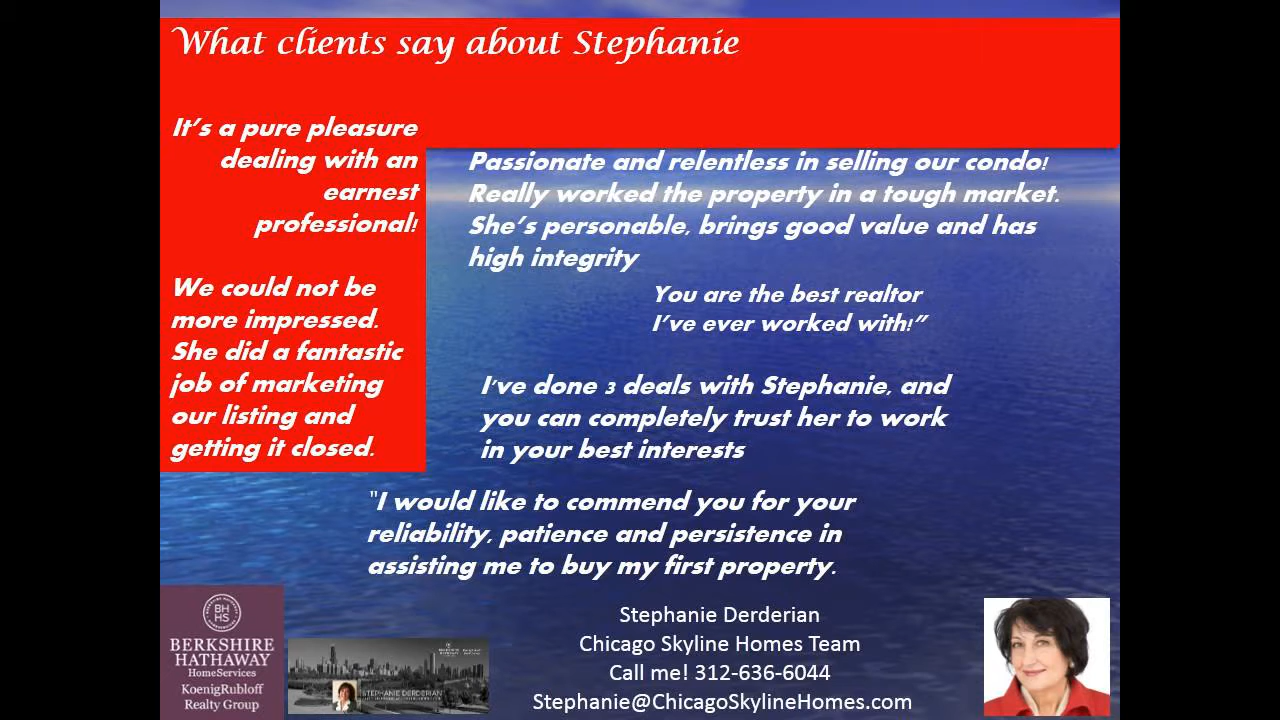 What clients say about Stephanie
It's a pure pleasure
dealing with an
earnest
professional!
We could not be
more impressed.
She did a fantastic
job of marketing
our listing and
getting it closed.
Passionate and relentless in selling our condo!
Really worked the property in a tough market.
She's personable, brings good value and has
high integrity
You are the best realtor
I've ever worked with!”
I've done 3 deals with Stephanie, and
you can completely trust her to work
in your best interests
"I would like to commend you for your
reliability, patience and persistence in
assisting me to buy my first property.
BH
HS
BERKSHIRE
HATHAWAY
HomeServices
KoenigRubloff
Realty Group
STEPHANIE DERDERIAN
Stephanie Derderian
Chicago Skyline Homes Team
Call me! 312-636-6044
Stephanie@ChicagoSkylineHomes.com